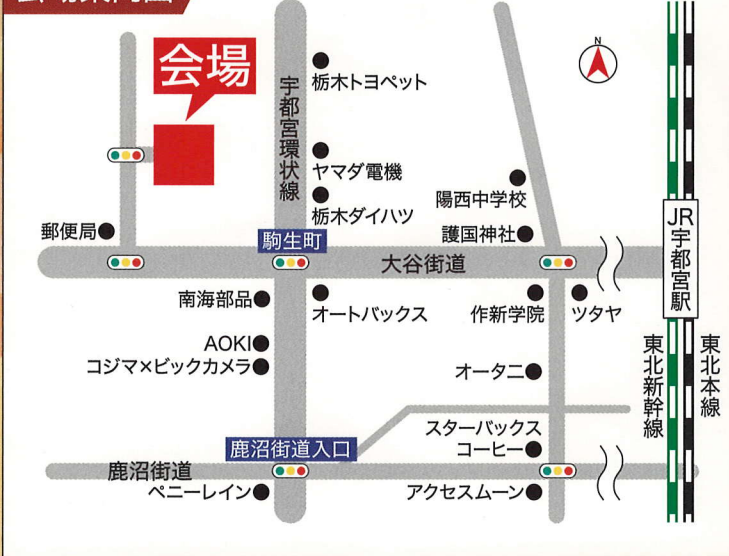 会場
N
栃木トヨペット
宇都宮環状線
ヤマダ電機
栃木ダイハツ
陽西中学校
護国神社
郵便局
駒生町
大谷街道
JR宇都宮駅
南海部品
オートバックス
作新学院
ツタヤ
AOKI
コジマ×ビックカメラ
オータニ
東北新幹線
東北本線
スターバックス
コーヒー
鹿沼街道入口
鹿沼街道
ペニーレイン
アクセスムーン